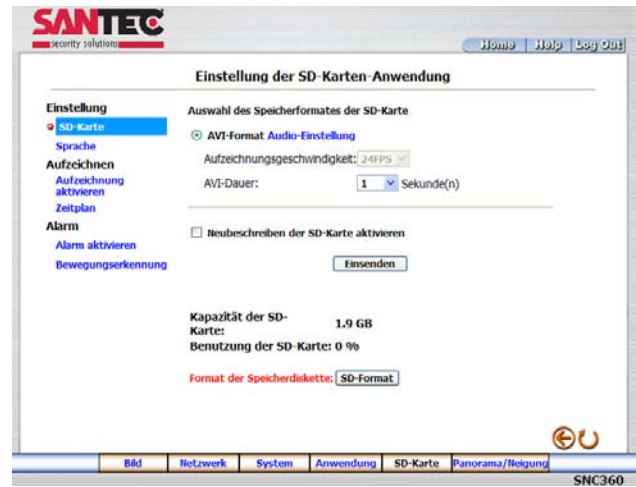 SANTEC
security solutions
Home Help Log Out
Einstellung der SD-Karten-Anwendung
Einstellung
SD-Karte
Sprache
Aufzeichnen
Aufzeichnung
aktivieren
Zeitplan
Alarm
Alarm aktivieren
Bewegungserkennung
Auswahl des Speicherformates der SD-Karte
AVI-Format Audio-Einstellung
Aufzeichnungsgeschwindigkeit: 24FPS
AVI-Dauer: 1 Sekunde(n)
Neubeschreiben der SD-Karte aktivieren
Einsenden
Kapazität der SD-
Karte: 1.9 GB
Benutzung der SD-Karte: 0 %
Format der Speicherdiskette: SD-Format
Bild Netzwerk System Anwendung SD-Karte Panorama/Neigung
SNC360